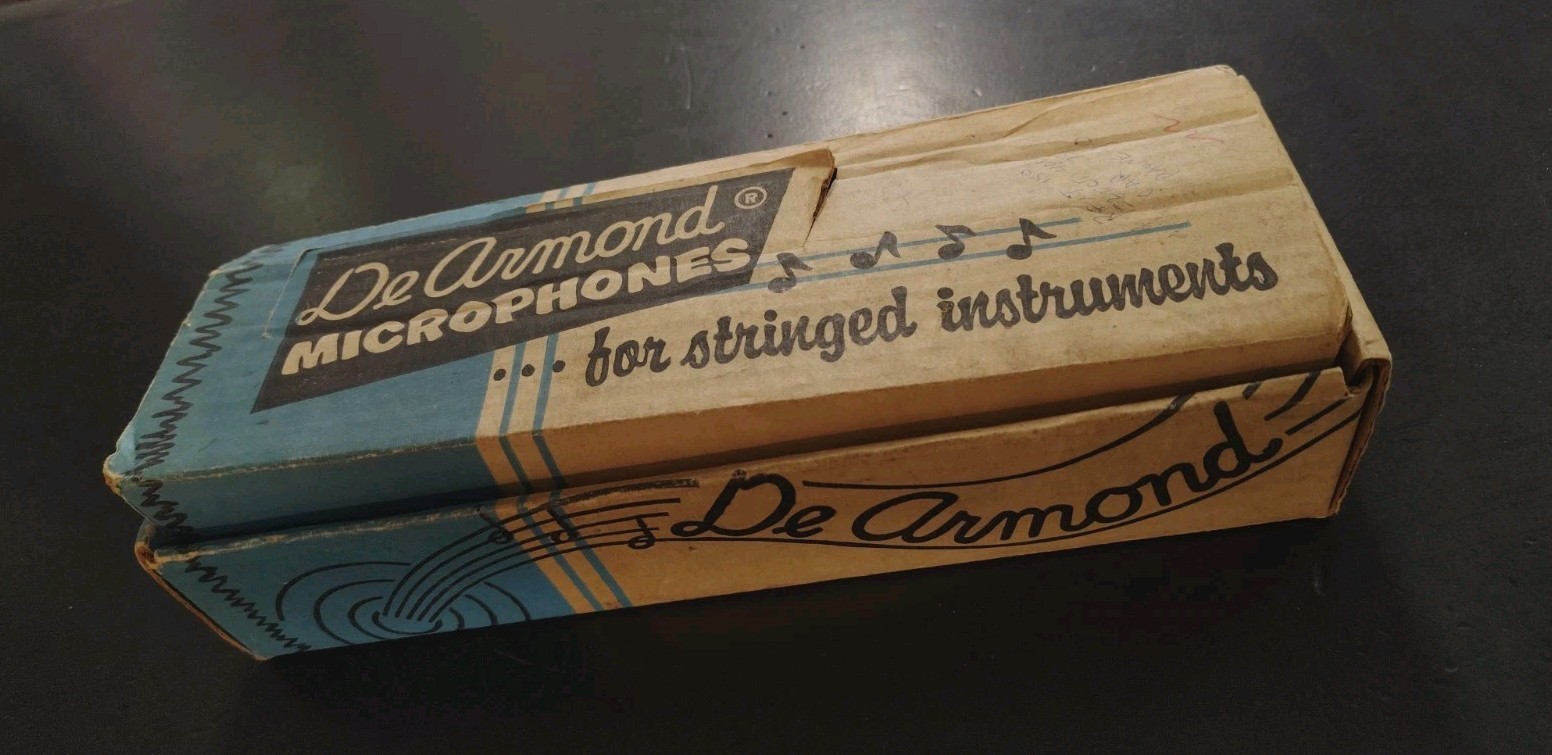 De Armond®
MICROPHONES
... for stringed instruments
De Armond